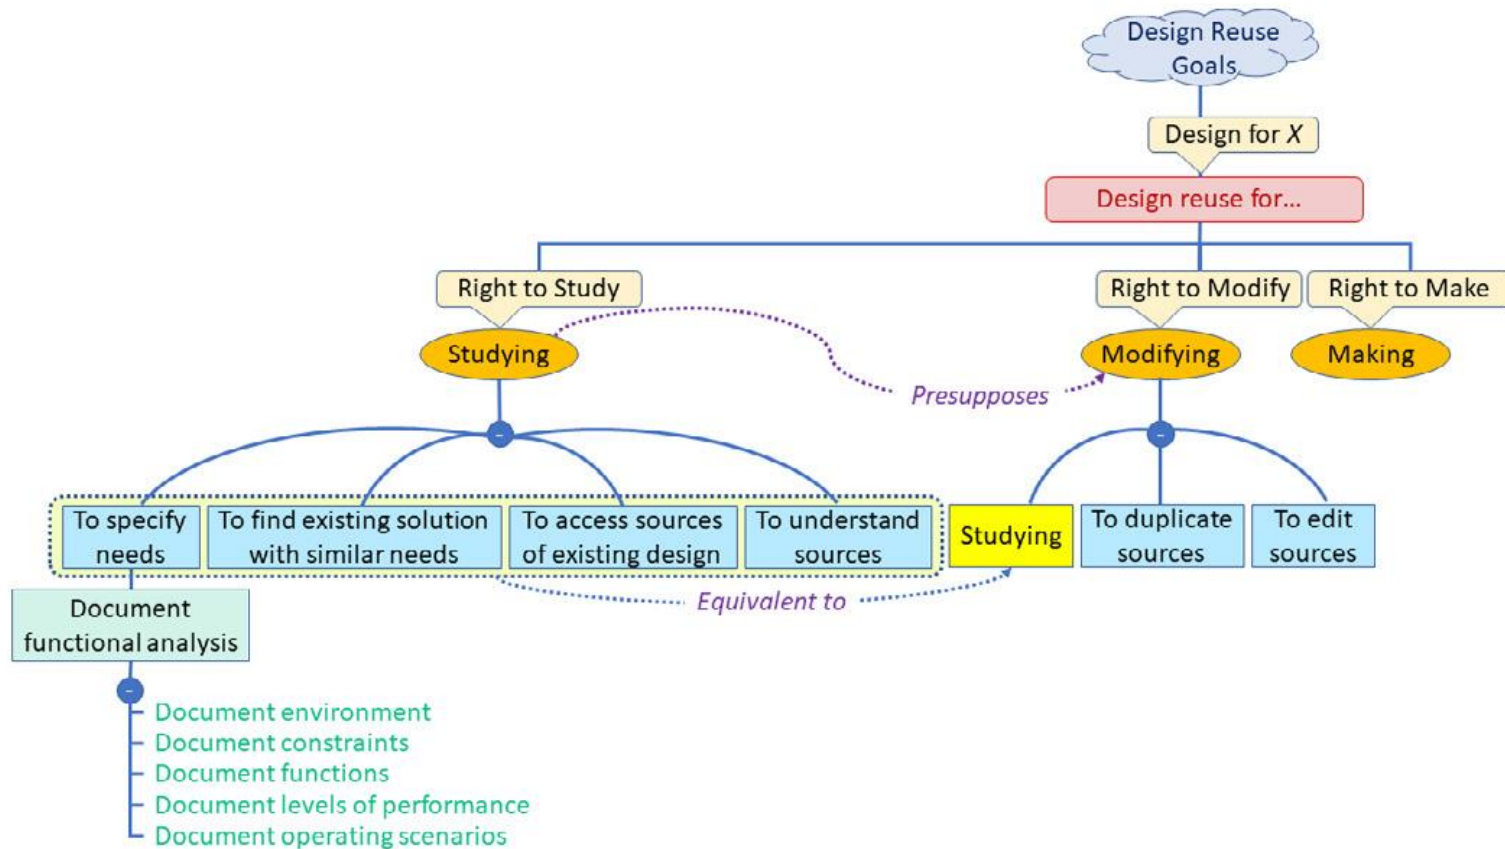 Design Reuse
Goals
Design for X
Design reuse for...
Right to Study
Right to Modify
Right to Make
Studying
Modifying
Making
Presupposes
To specify
needs
To find existing solution
with similar needs
To access sources
of existing design
To understand
sources
Studying
To duplicate
sources
To edit
sources
Equivalent to
Document
functional analysis
Document environment
Document constraints
Document functions
Document levels of performance
Document operating scenarios